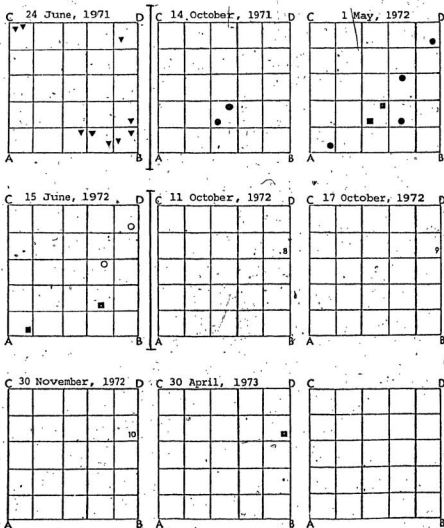 24 June, 1971
C D
A B
14 October, 1971
C D
A B
1 May, 1972
C D
A B
15 June, 1972
C D
A B
11 October, 1972
C D
8
A B
17 October, 1972
C D
9
A B
30 November, 1972
C D
10
A B
30 April, 1973
C D
A B
C D
A B